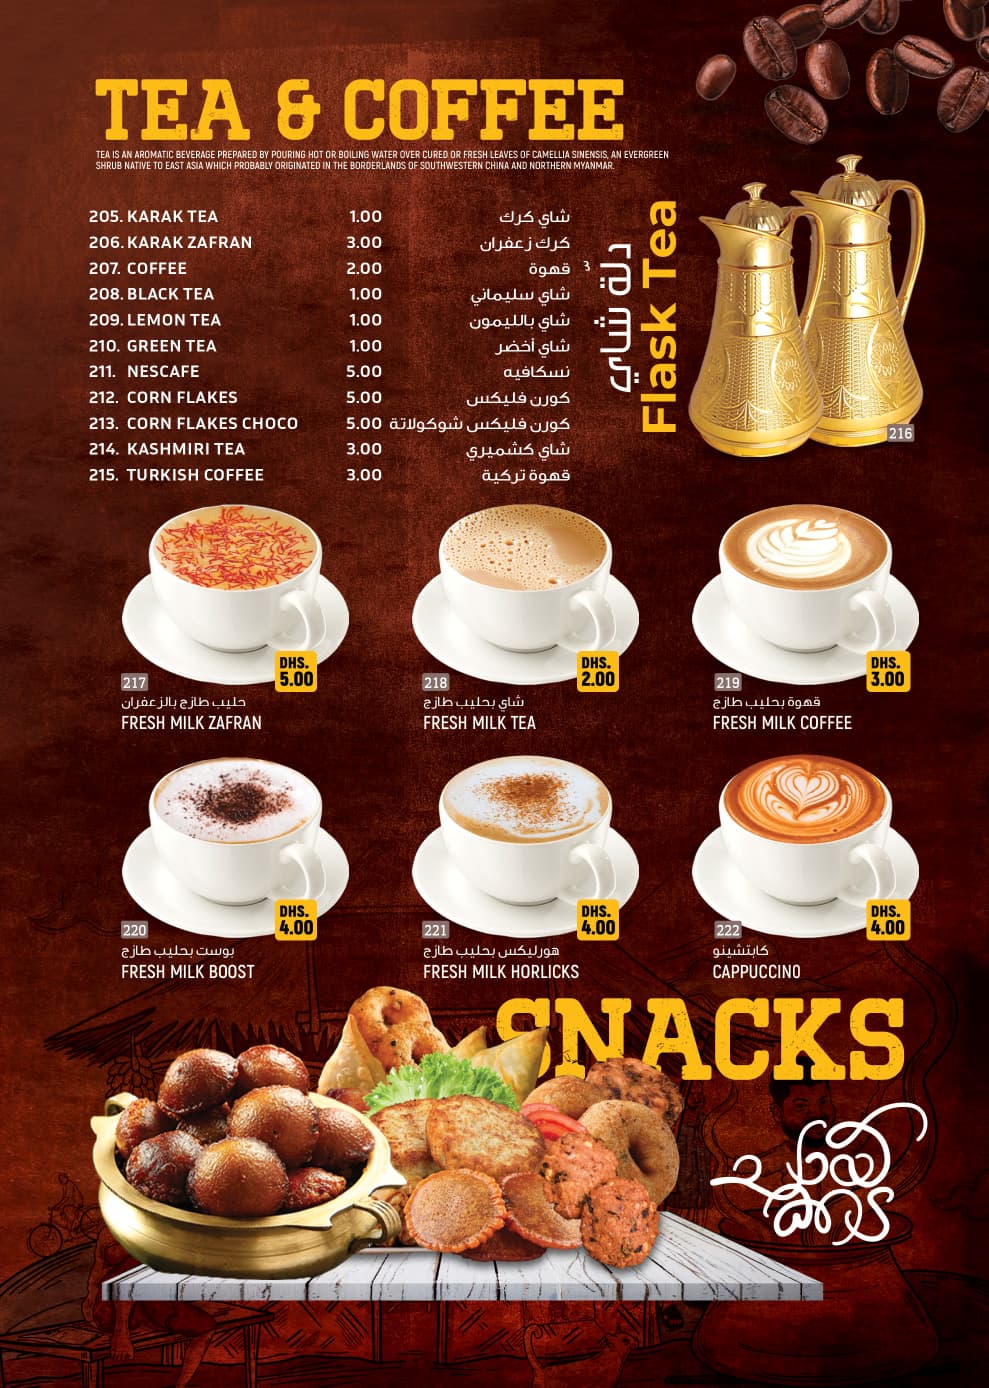 TEA & COFFEE
TEA IS AN AROMATIC BEVERAGE PREPARED BY POURING HOT OR BOILING WATER OVER CURED OR FRESH LEAVES OF CAMELLIA SINENSIS, AN EVERGREEN
SHRUB NATIVE TO EAST ASIA WHICH PROBABLY ORIGINATED IN THE BORDERLANDS OF SOUTHWESTERN CHINA AND NORTHERN MYANMAR.
205. KARAK TEA 1.00 شاي كرك
206. KARAK ZAFRAN 3.00 كرك زعفران
207. COFFEE 2.00 قهوة ³
208. BLACK TEA 1.00 شاي سليماني
209. LEMON TEA 1.00 شاي بالليمون
210. GREEN TEA 1.00 شاي أخضر
211. NESCAFE 5.00 نسكافيه
212. CORN FLAKES 5.00 كورن فليكس
213. CORN FLAKES CHOCO 5.00 كورن فليكس شوكولاتة
214. KASHMIRI TEA 3.00 شاي كشميري
215. TURKISH COFFEE 3.00 قهوة تركية
دلة شاي
Flask Tea
216
DHS.
5.00
217
حليب طازج بالزعفران
FRESH MILK ZAFRAN
DHS.
2.00
218
شاي بحليب طازج
FRESH MILK TEA
DHS.
3.00
219
قهوة بحليب طازج
FRESH MILK COFFEE
DHS.
4.00
220
بوست بحليب طازج
FRESH MILK BOOST
DHS.
4.00
221
هورليكس بحليب طازج
FRESH MILK HORLICKS
DHS.
4.00
222
كابتشينو
CAPPUCCINO
SNACKS
ചായ
ക്കട